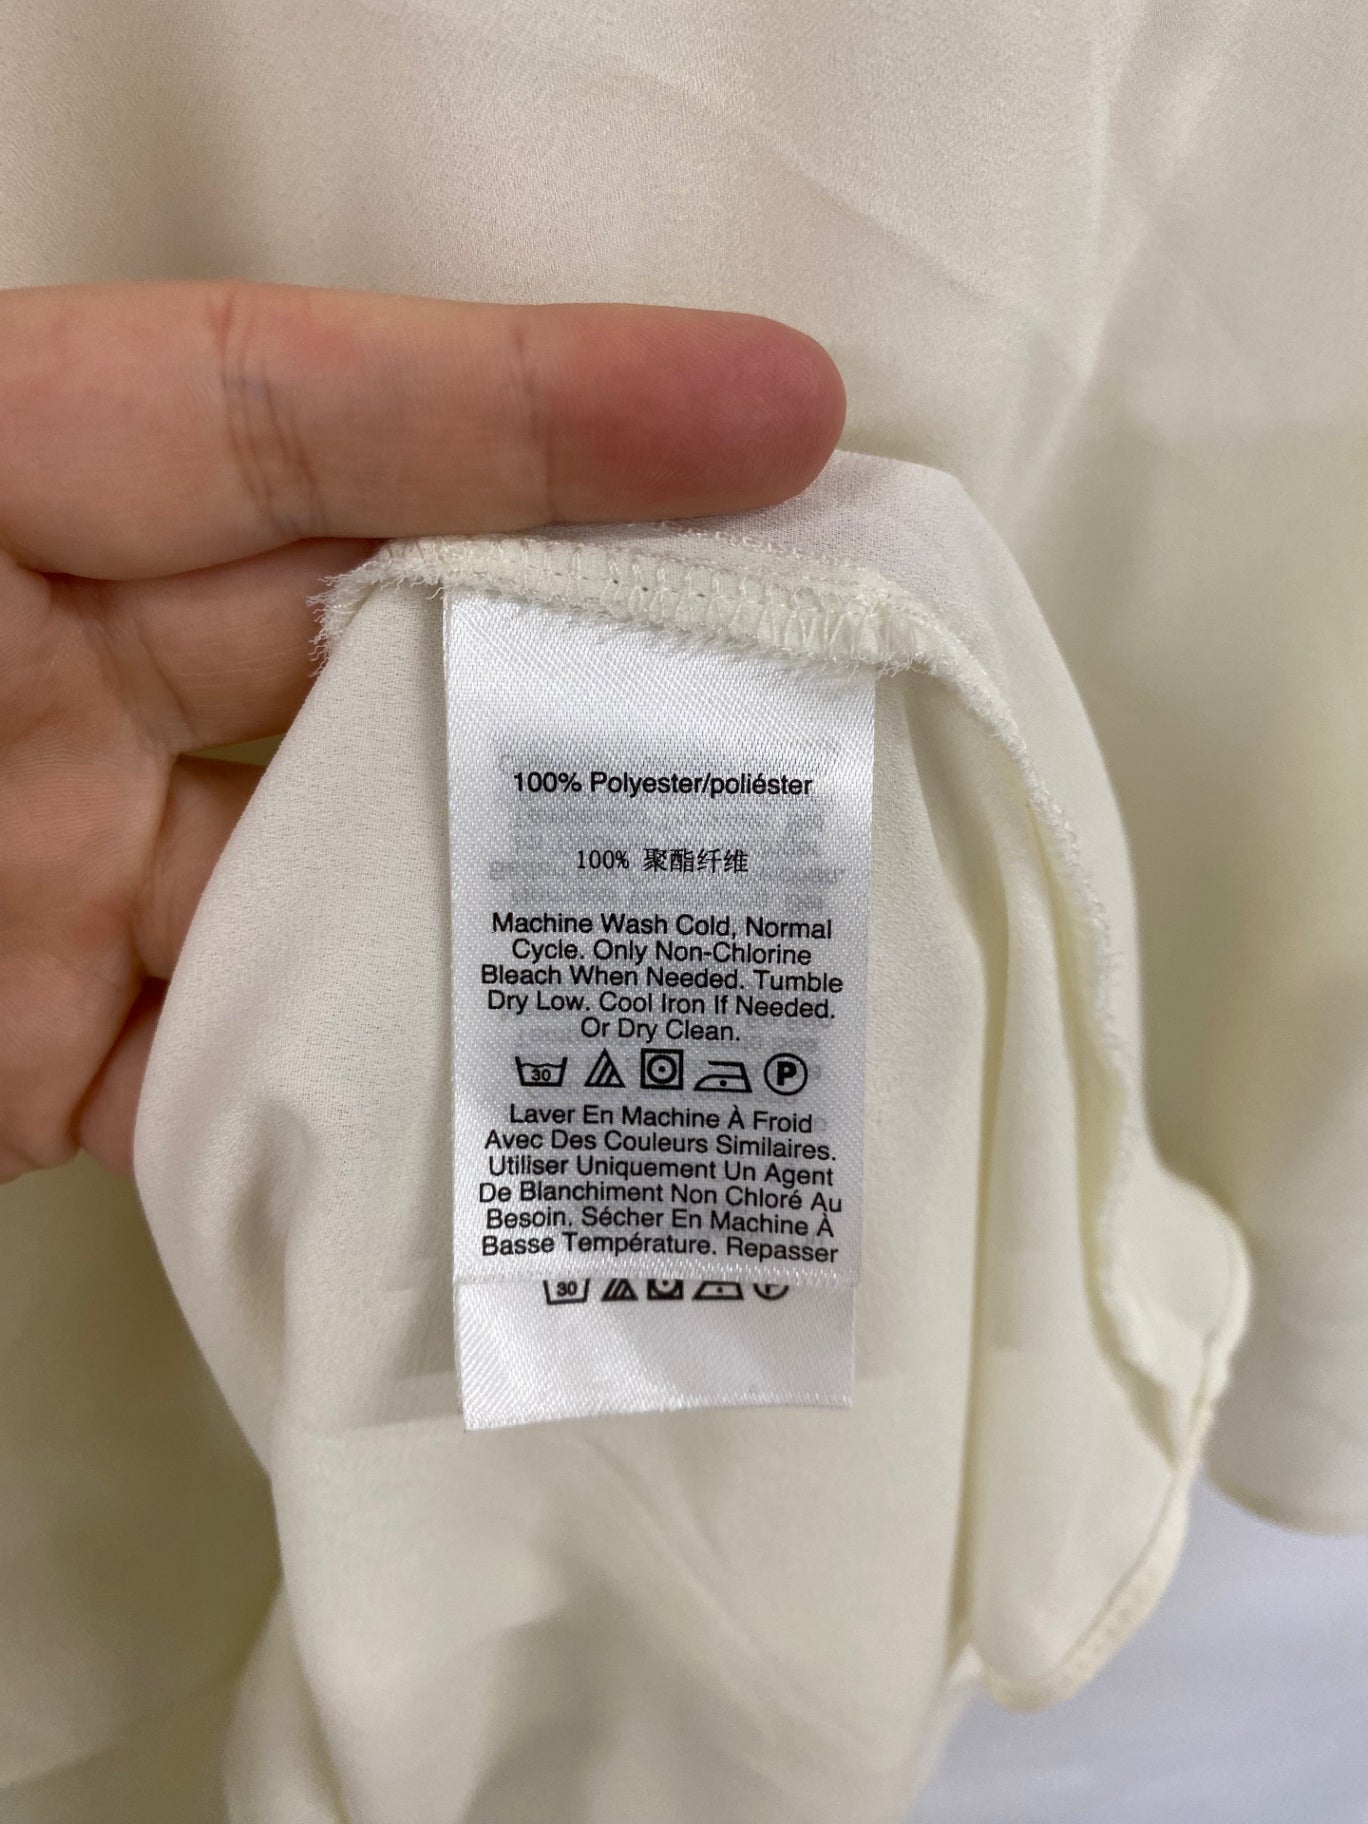 100% Polyester/poliéster
100% 聚酯纤维
Machine Wash Cold, Normal
Cycle. Only Non-Chlorine
Bleach When Needed. Tumble
Dry Low. Cool Iron If Needed.
Or Dry Clean.
30 P
Laver En Machine À Froid
Avec Des Couleurs Similaires.
Utiliser Uniquement Un Agent
De Blanchiment Non Chloré Au
Besoin. Sécher En Machine À
Basse Température. Repasser
30